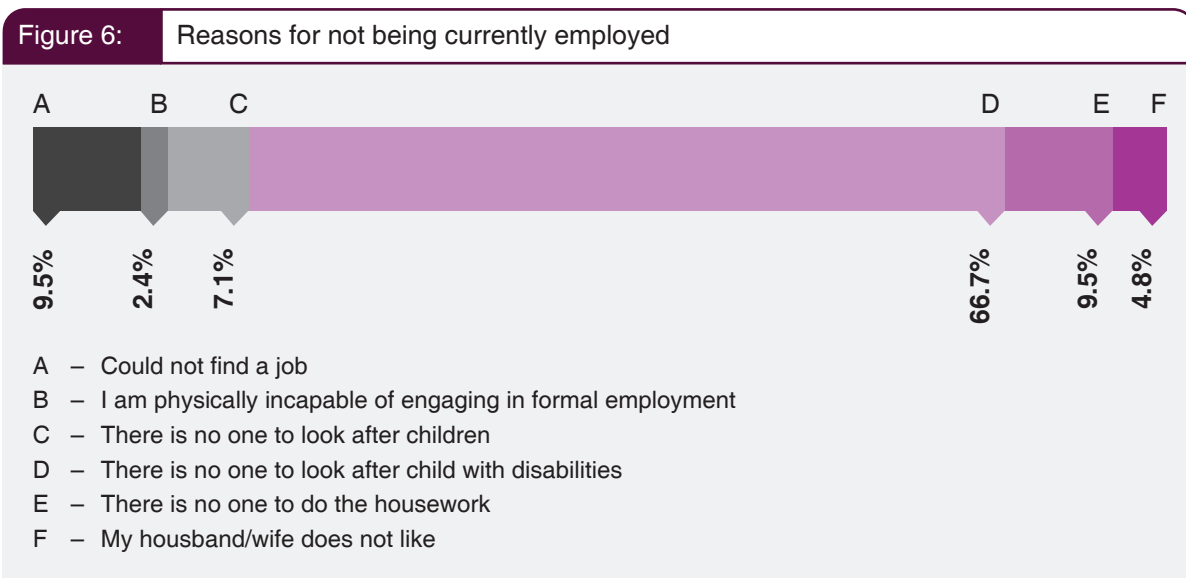 Figure 6: Reasons for not being currently employed
A B C D E F
9.5% 2.4% 7.1% 66.7% 9.5% 4.8%
A – Could not find a job
B – I am physically incapable of engaging in formal employment
C – There is no one to look after children
D – There is no one to look after child with disabilities
E – There is no one to do the housework
F – My housband/wife does not like